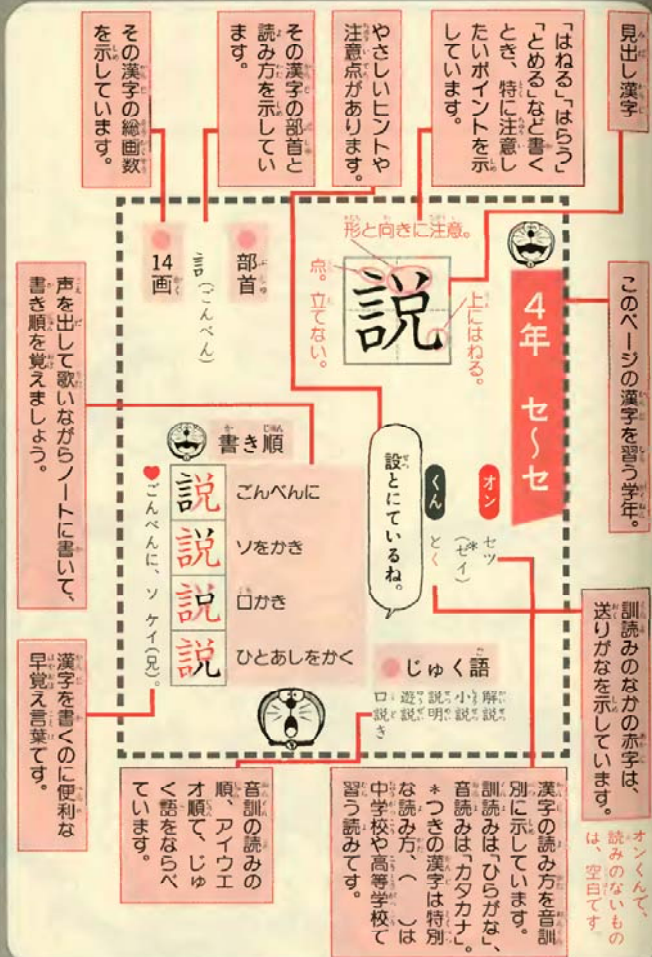 見出し漢字
「はねる」「はらう」
「とめる」など書く
とき、特に注意し
たいポイントを示
しています。
やさしいヒントや
注意点があります。
その漢字の部首と
読み方を示してい
ます。
その漢字の総画数
を示しています。
このページの漢字を習う学年。
4年 セ〜セ
形と向きに注意。
点。立てない。
上にはねる。
説
部首
言(ごんべん)
14画
オン
セツ
*(ゼイ)
くん
とく
設とにているね。
書き順
説 ごんべんに
説 ソをかき
説 口かき
説 ひとあしをかく
♥ごんべんに、ソ ケイ(兄)。
じゅく語
解説
小説
説明
遊説
口説き
訓読みのなかの赤字は、
送りがなを示しています。
オンくんで、
読みのないもの
は、空白です
漢字の読み方を音訓
別に示しています。
訓読みは「ひらがな」、
音読みは「カタカナ」。
*つきの漢字は特別
な読み方、( )は
中学校や高等学校で
習う読みです。
音訓の読みの
順、アイウエ
オ順で、じゅ
く語をならべ
ています。
声を出して歌いながらノートに書いて、
書き順を覚えましょう。
漢字を書くのに便利な
早覚え言葉です。